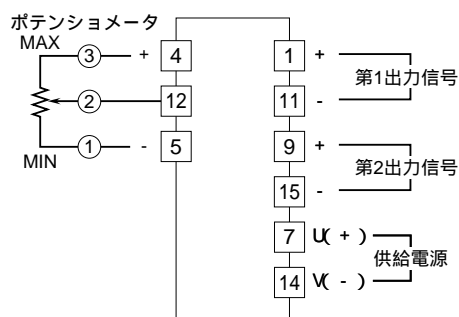 ポテンショメータ
MAX
③ + 4
② 12
① - 5
MIN
1 +
第1出力信号
11 -
9 +
第2出力信号
15 -
7 U( + )
供給電源
14 V( - )